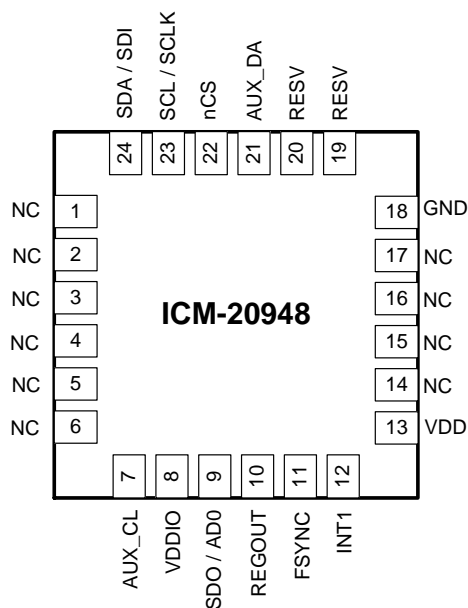 SDA / SDI
SCL / SCLK
nCS
AUX_DA
RESV
RESV
24
23
22
21
20
19
NC 1
NC 2
NC 3
NC 4
NC 5
NC 6
18 GND
17 NC
16 NC
15 NC
14 NC
13 VDD
ICM-20948
7
8
9
10
11
12
AUX_CL
VDDIO
SDO / AD0
REGOUT
FSYNC
INT1